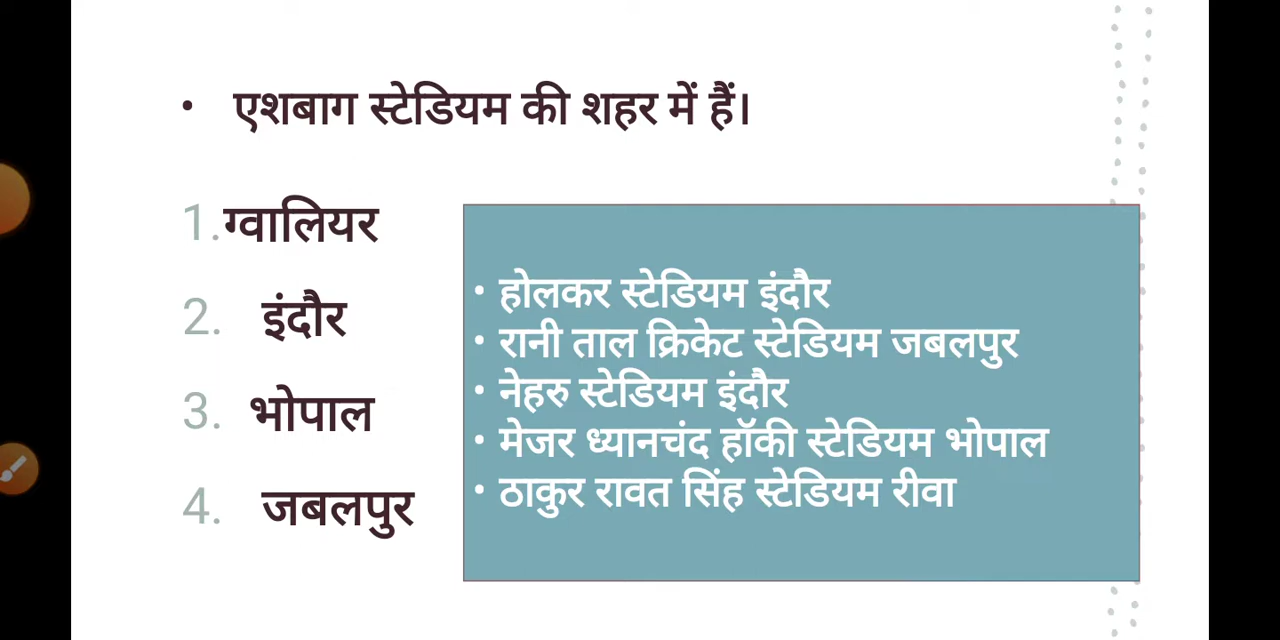 • एशबाग स्टेडियम की शहर में हैं।
1.ग्वालियर
2. इंदौर
3. भोपाल
4. जबलपुर
• होलकर स्टेडियम इंदौर
• रानी ताल क्रिकेट स्टेडियम जबलपुर
• नेहरु स्टेडियम इंदौर
• मेजर ध्यानचंद हॉकी स्टेडियम भोपाल
• ठाकुर रावत सिंह स्टेडियम रीवा